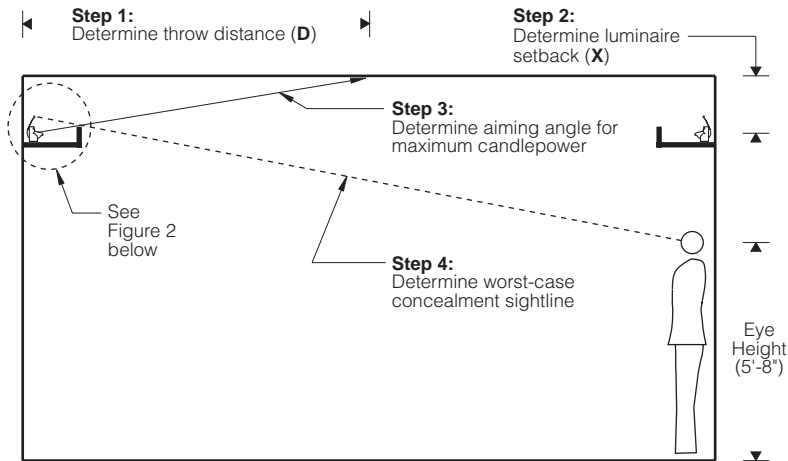 Step 1:
Determine throw distance (D)
Step 2:
Determine luminaire
setback (X)
Step 3:
Determine aiming angle for
maximum candlepower
See
Figure 2
below
Step 4:
Determine worst-case
concealment sightline
Eye
Height
(5'-8")